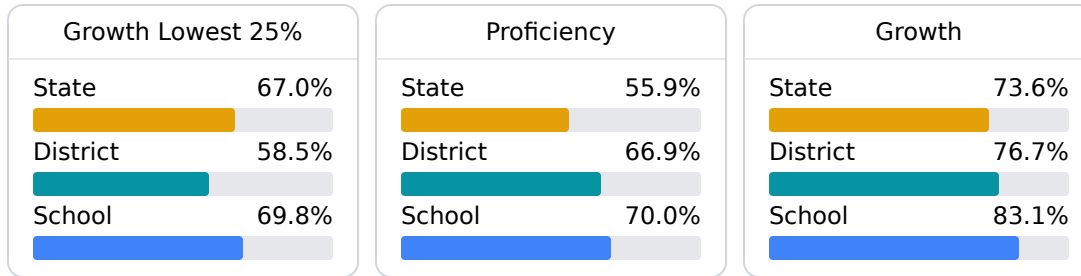 Growth Lowest 25%
State 67.0%
District 58.5%
School 69.8%
Proficiency
State 55.9%
District 66.9%
School 70.0%
Growth
State 73.6%
District 76.7%
School 83.1%